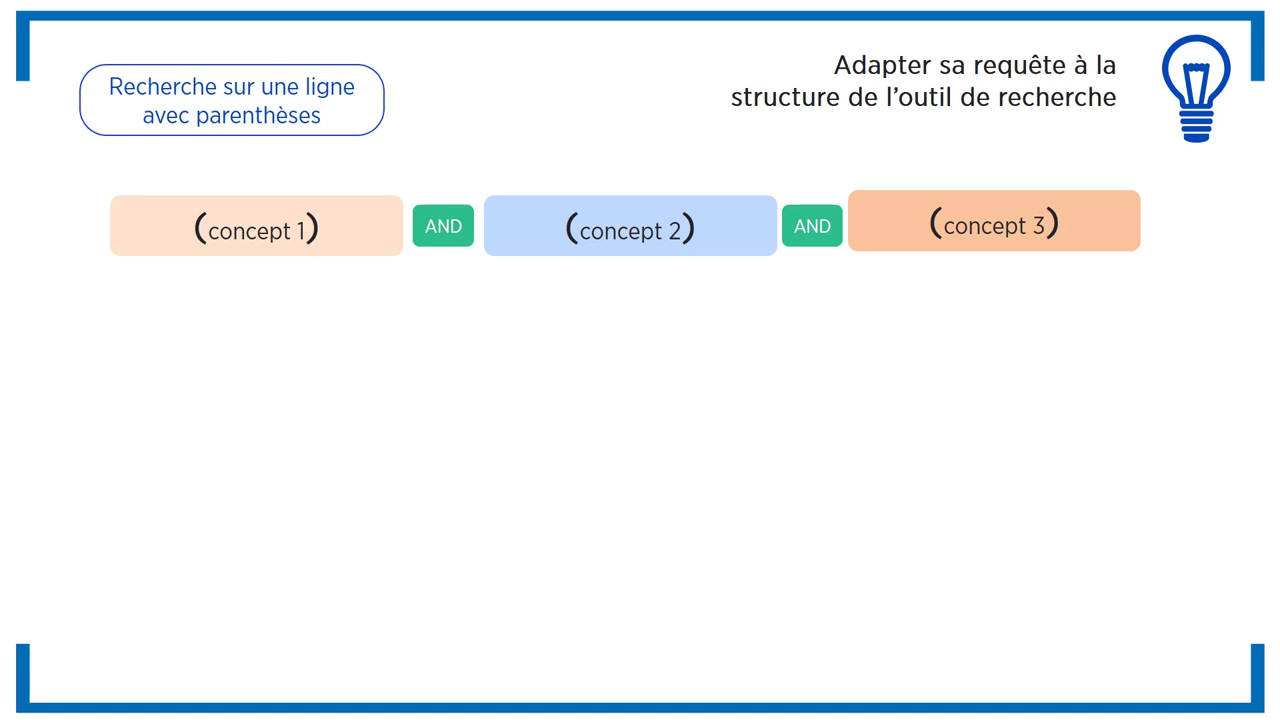 Recherche sur une ligne
avec parenthèses
Adapter sa requête à la
structure de l’outil de recherche
(concept 1) AND (concept 2) AND (concept 3)